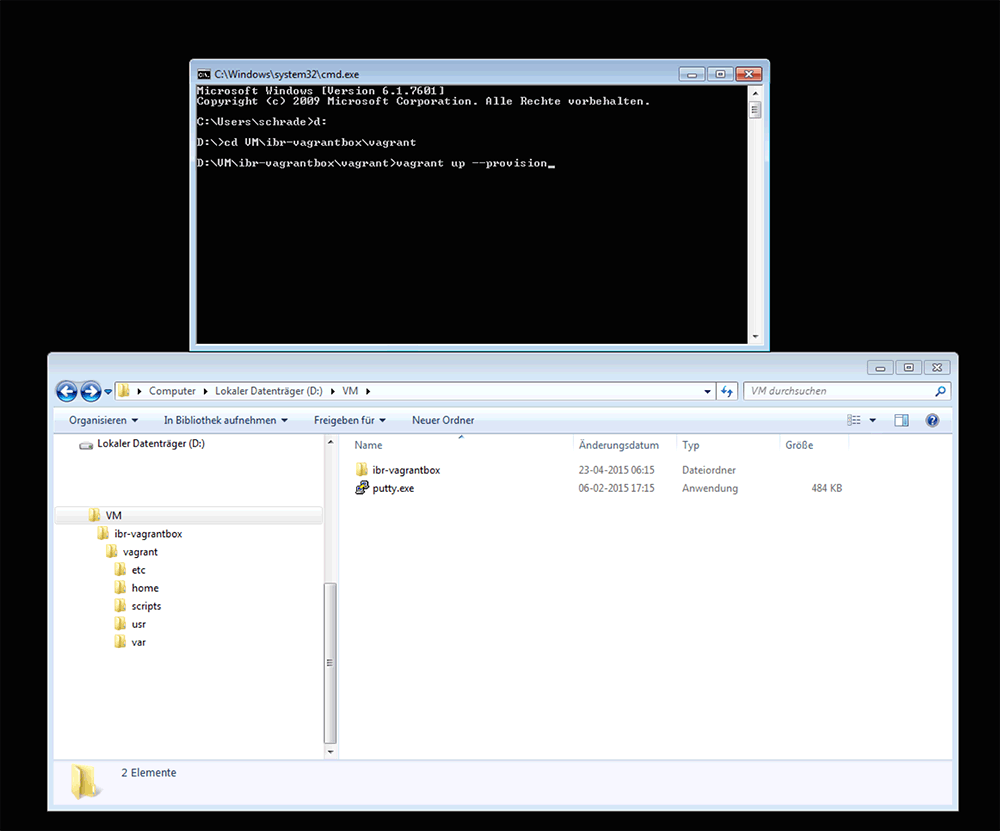 C:\Windows\system32\cmd.exe
Microsoft Windows [Version 6.1.7601]
Copyright (c) 2009 Microsoft Corporation. Alle Rechte vorbehalten.
C:\Users\schrade>d:
D:\>cd VM\ibr-vagrantbox\vagrant
D:\VM\ibr-vagrantbox\vagrant>vagrant up --provision_
Computer Lokaler Datenträger (D:) VM
VM durchsuchen
Organisieren In Bibliothek aufnehmen Freigeben für Neuer Ordner
Lokaler Datenträger (D:)
VM
ibr-vagrantbox
vagrant
etc
home
scripts
usr
var
Name Änderungsdatum Typ Größe
ibr-vagrantbox 23-04-2015 06:15 Dateiordner
putty.exe 06-02-2015 17:15 Anwendung 484 KB
2 Elemente